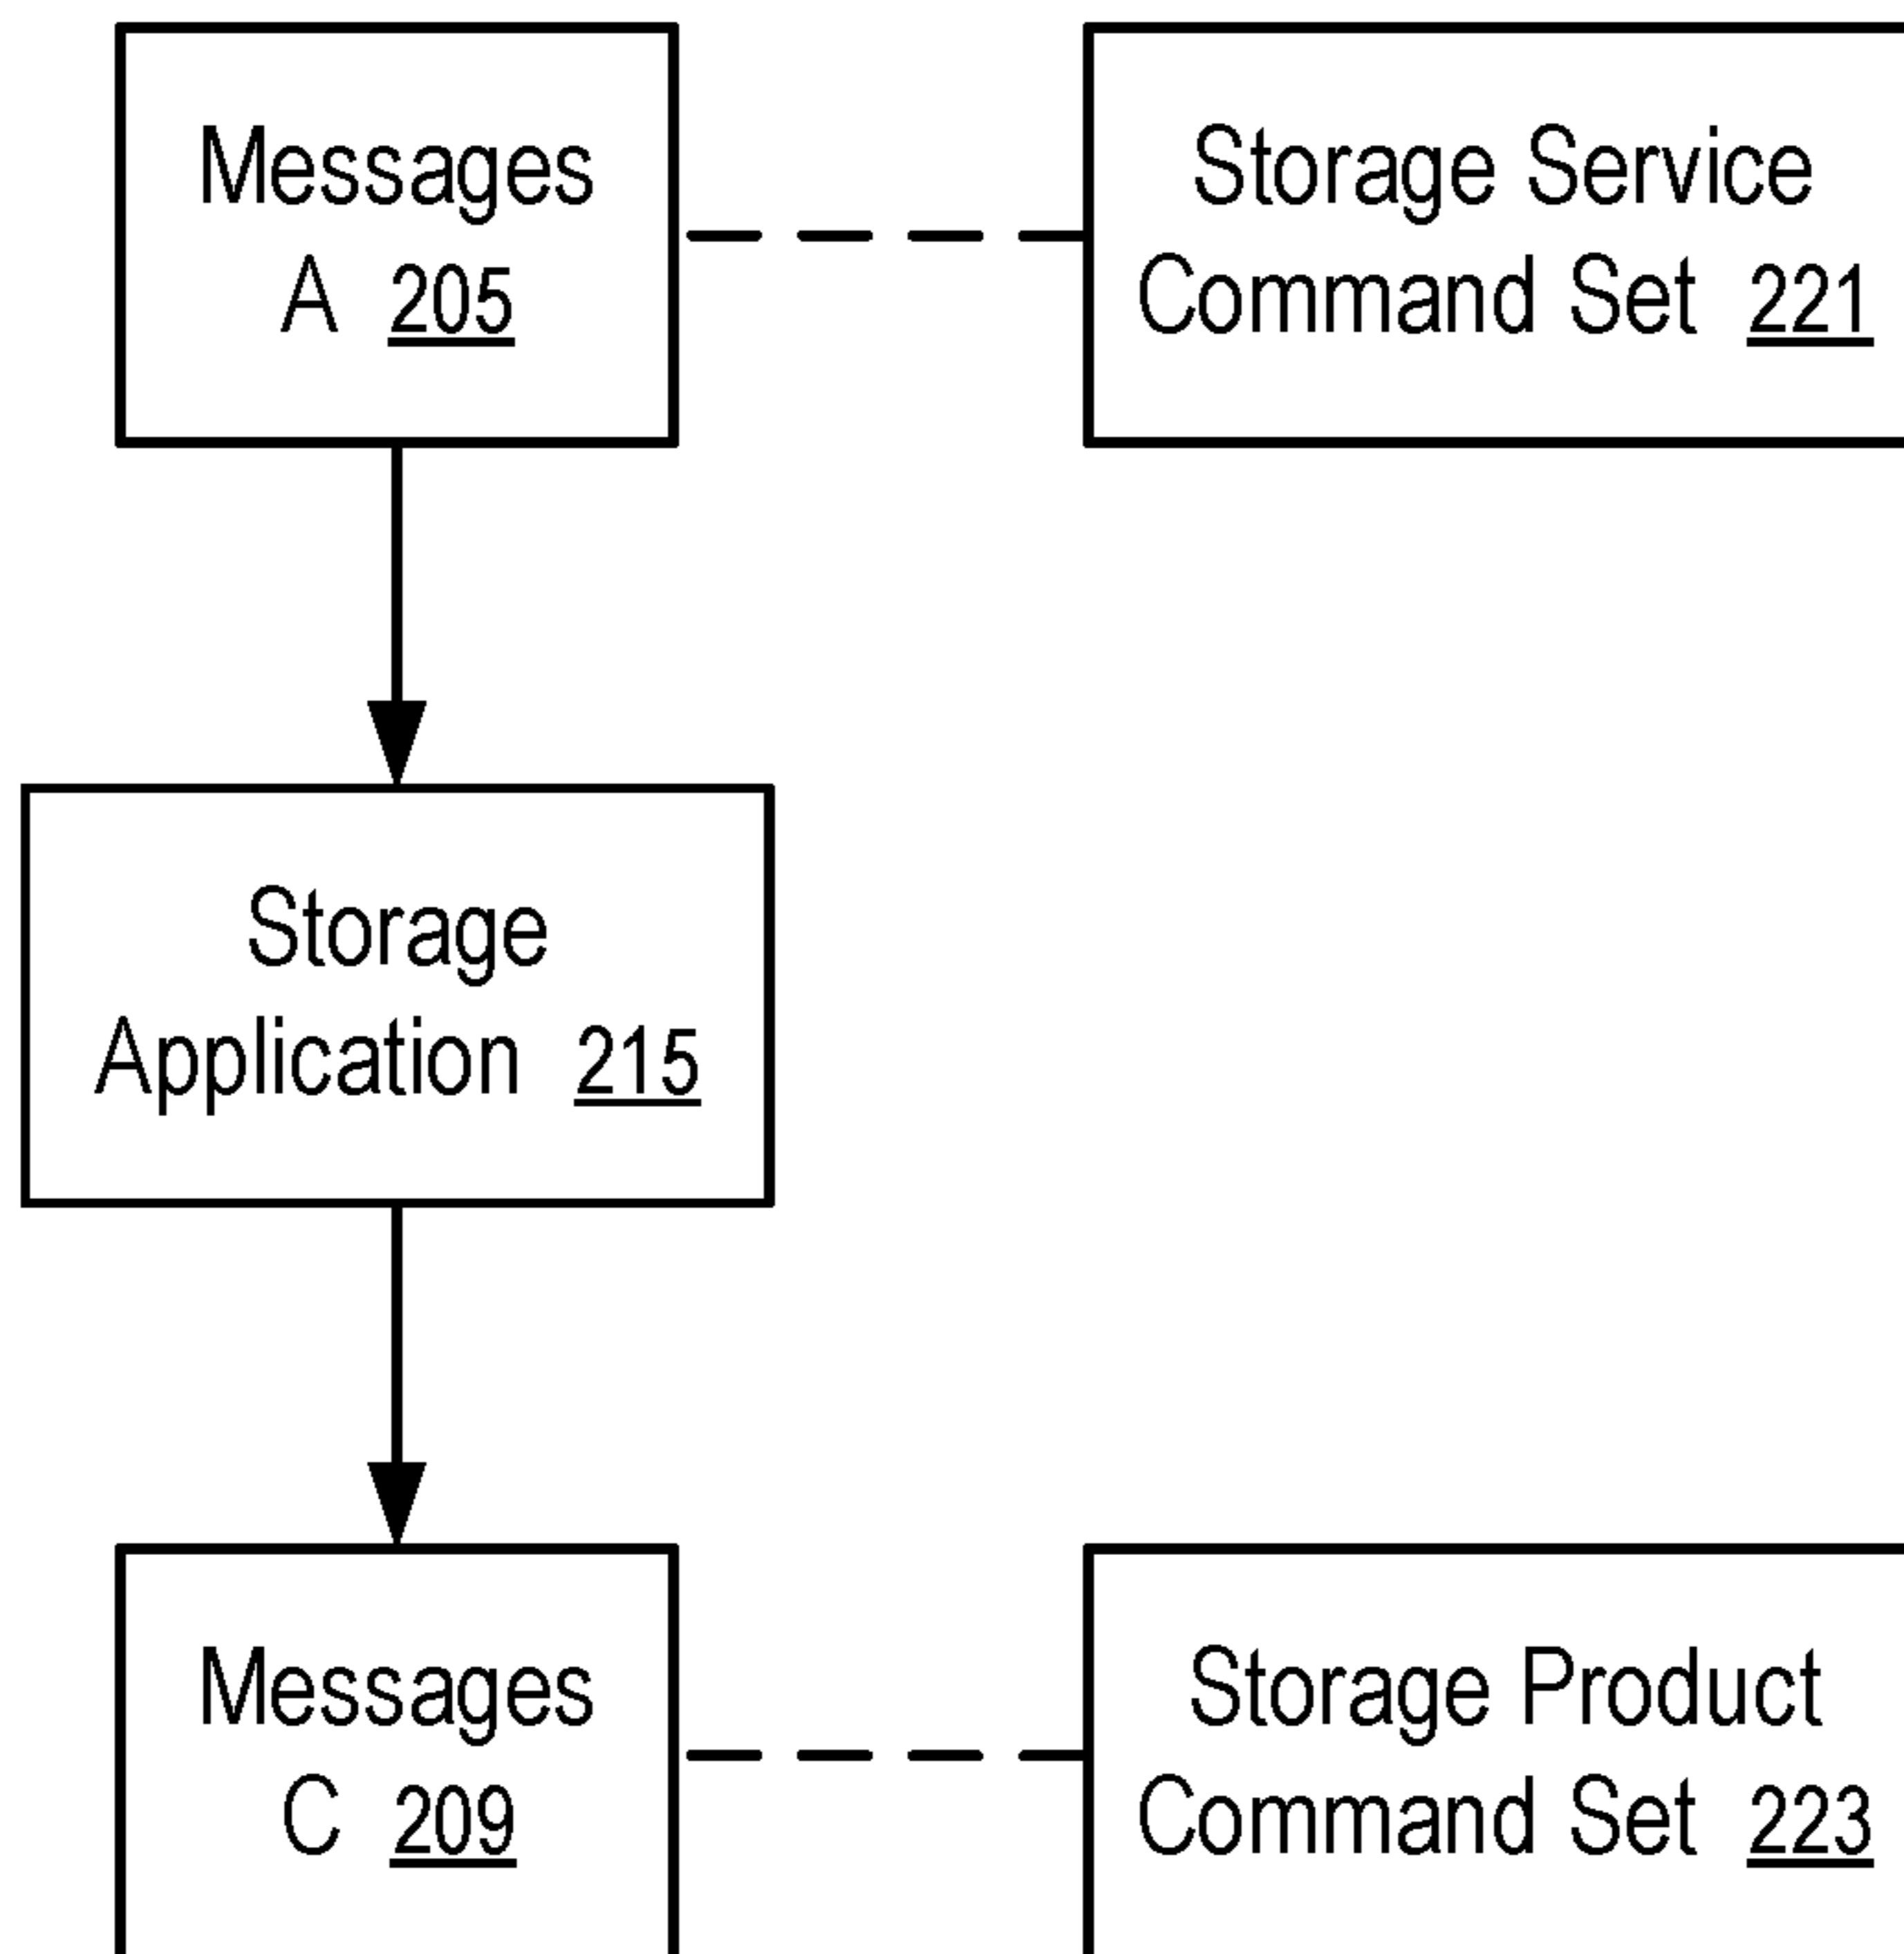 Messages
A 205
Storage Service
Command Set 221
Storage
Application 215
Messages
C 209
Storage Product
Command Set 223